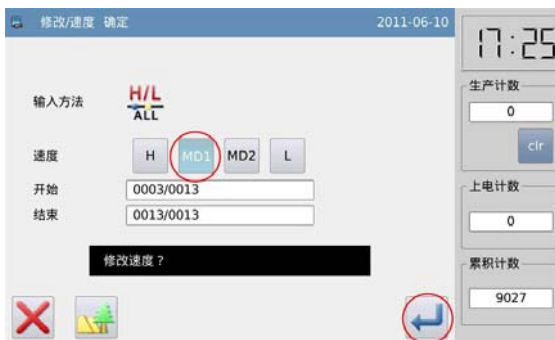 修改/速度 确定
2011-06-10
17:25
输入方法
H/L
ALL
速度
H
MD1
MD2
L
开始
0003/0013
结束
0013/0013
修改速度？
生产计数
0
clr
上电计数
0
累积计数
9027